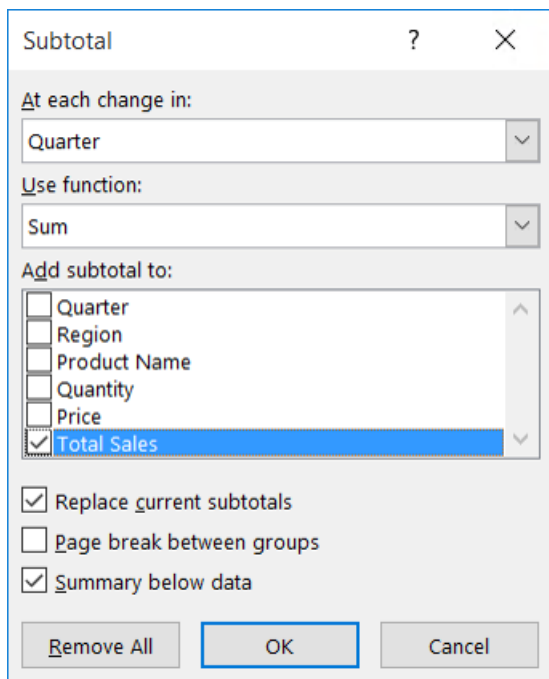 Subtotal ?
At each change in:
Quarter
Use function:
Sum
Add subtotal to:
Quarter
Region
Product Name
Quantity
Price
Total Sales
Replace current subtotals
Page break between groups
Summary below data
Remove All OK Cancel